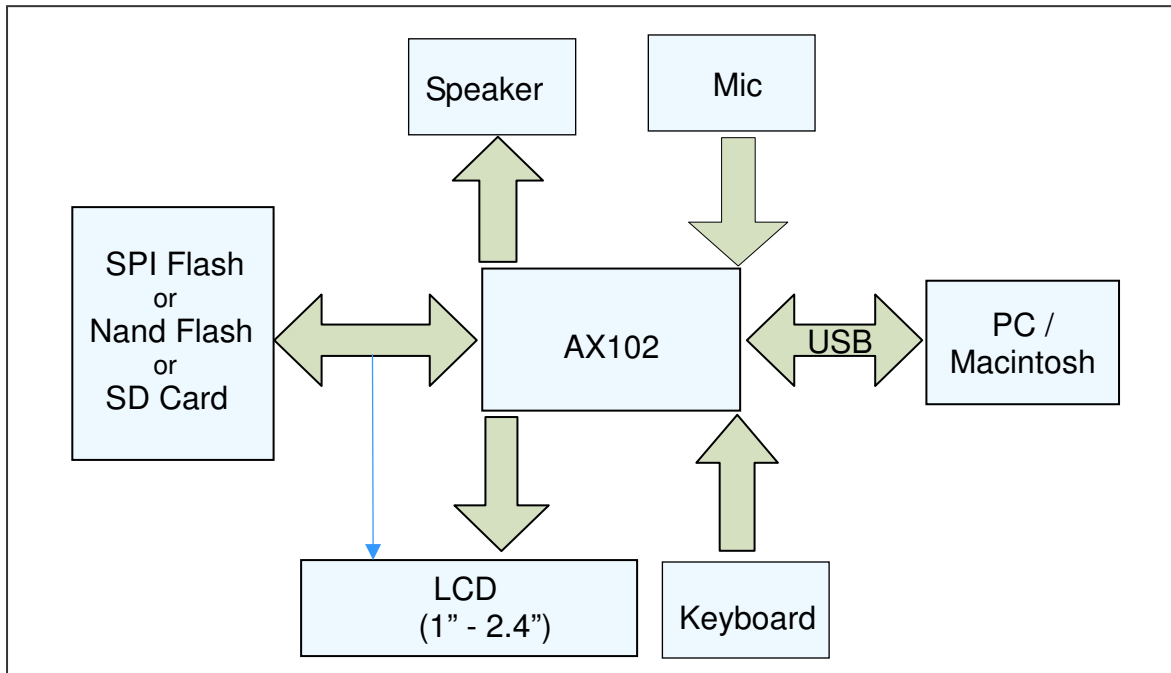 Speaker
Mic
SPI Flash
or
Nand Flash
or
SD Card
AX102
USB
PC /
Macintosh
LCD
(1” - 2.4”)
Keyboard